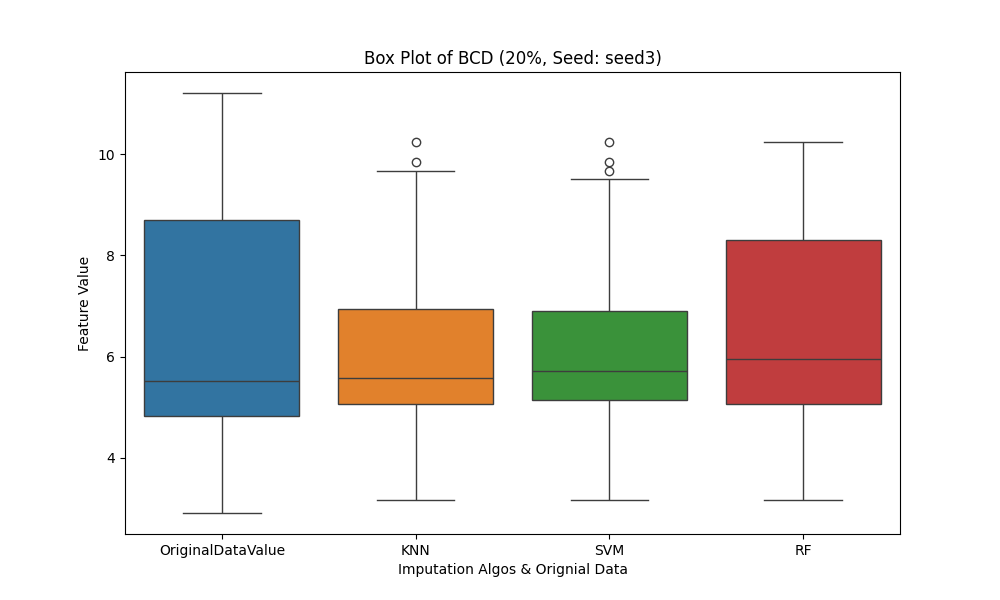 Box Plot of BCD (20%, Seed: seed3)
Feature Value
10
8
6
4
OriginalDataValue KNN SVM RF
Imputation Algos & Orignial Data